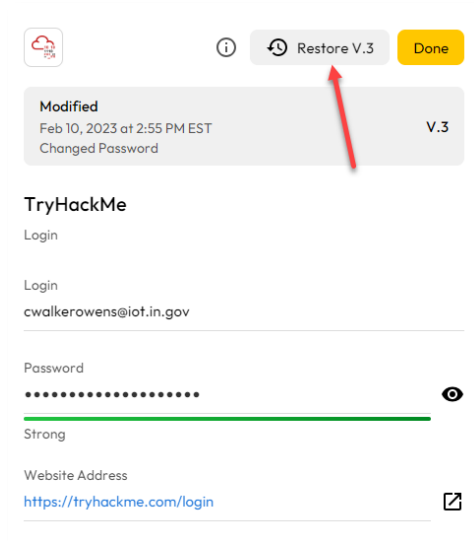 Restore V.3
Done
Modified
Feb 10, 2023 at 2:55 PM EST
V.3
Changed Password
TryHackMe
Login
Login
cwalkerowens@iot.in.gov
Password
••••••••••••••••••••
Strong
Website Address
https://tryhackme.com/login